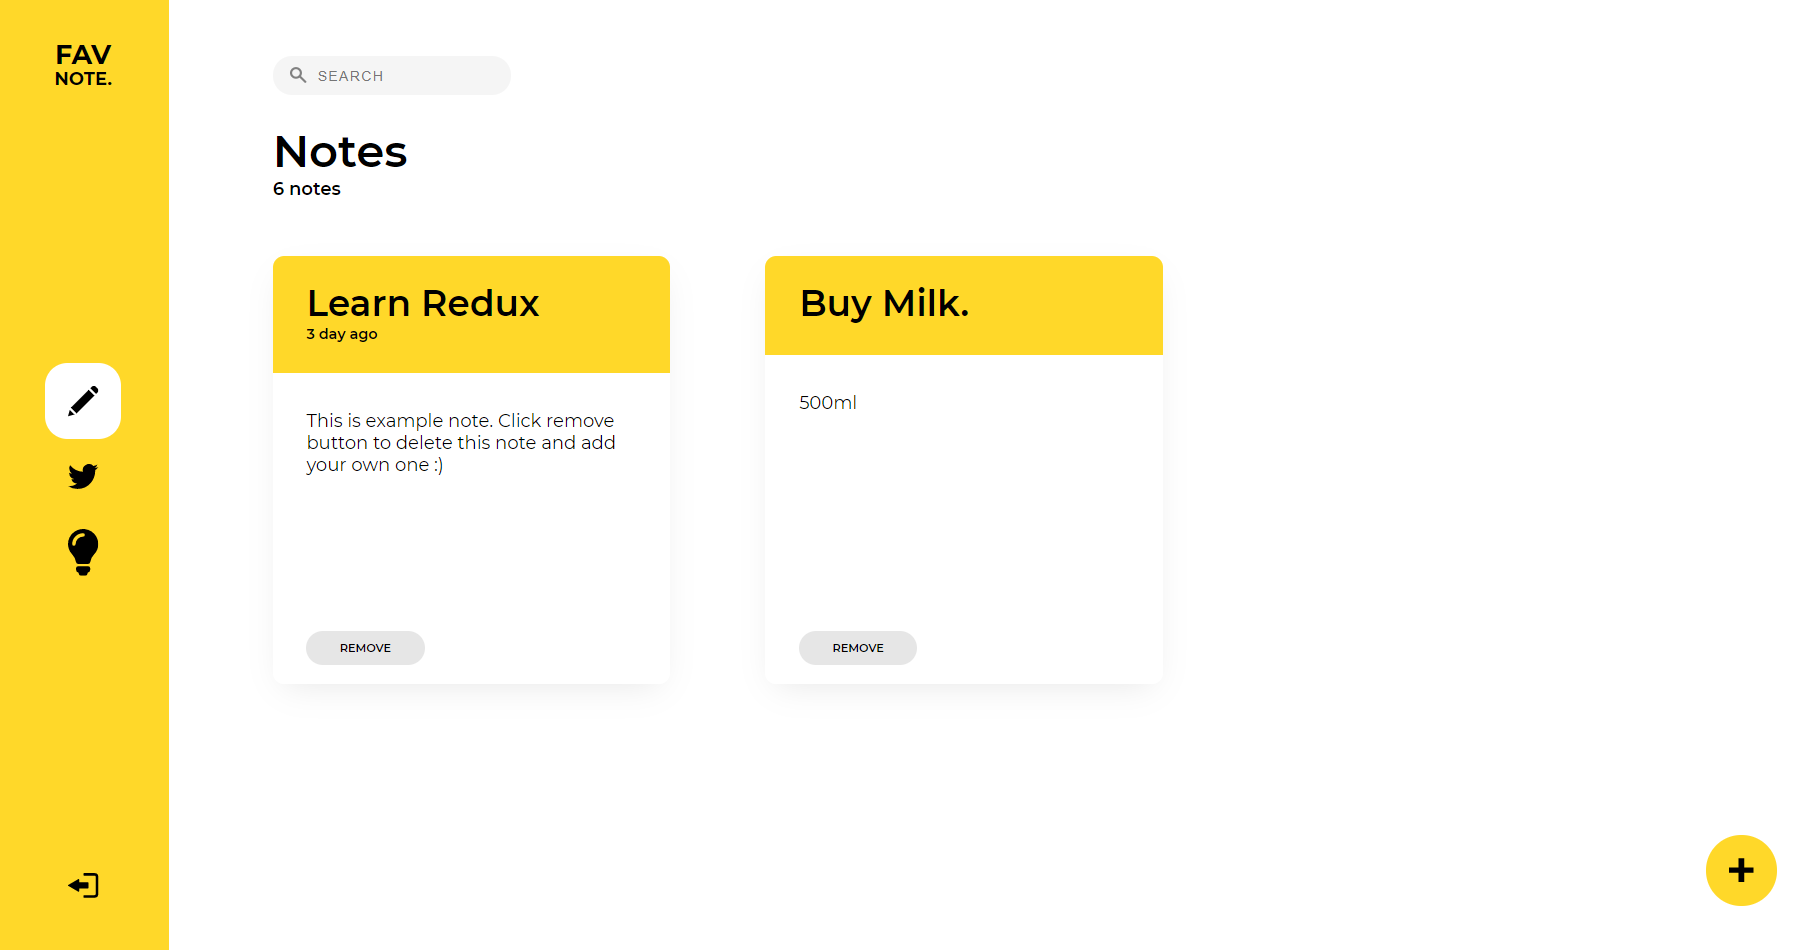 FAV
NOTE.
SEARCH
Notes
6 notes
Learn Redux
3 day ago
This is example note. Click remove
button to delete this note and add
your own one :)
REMOVE
Buy Milk.
500ml
REMOVE